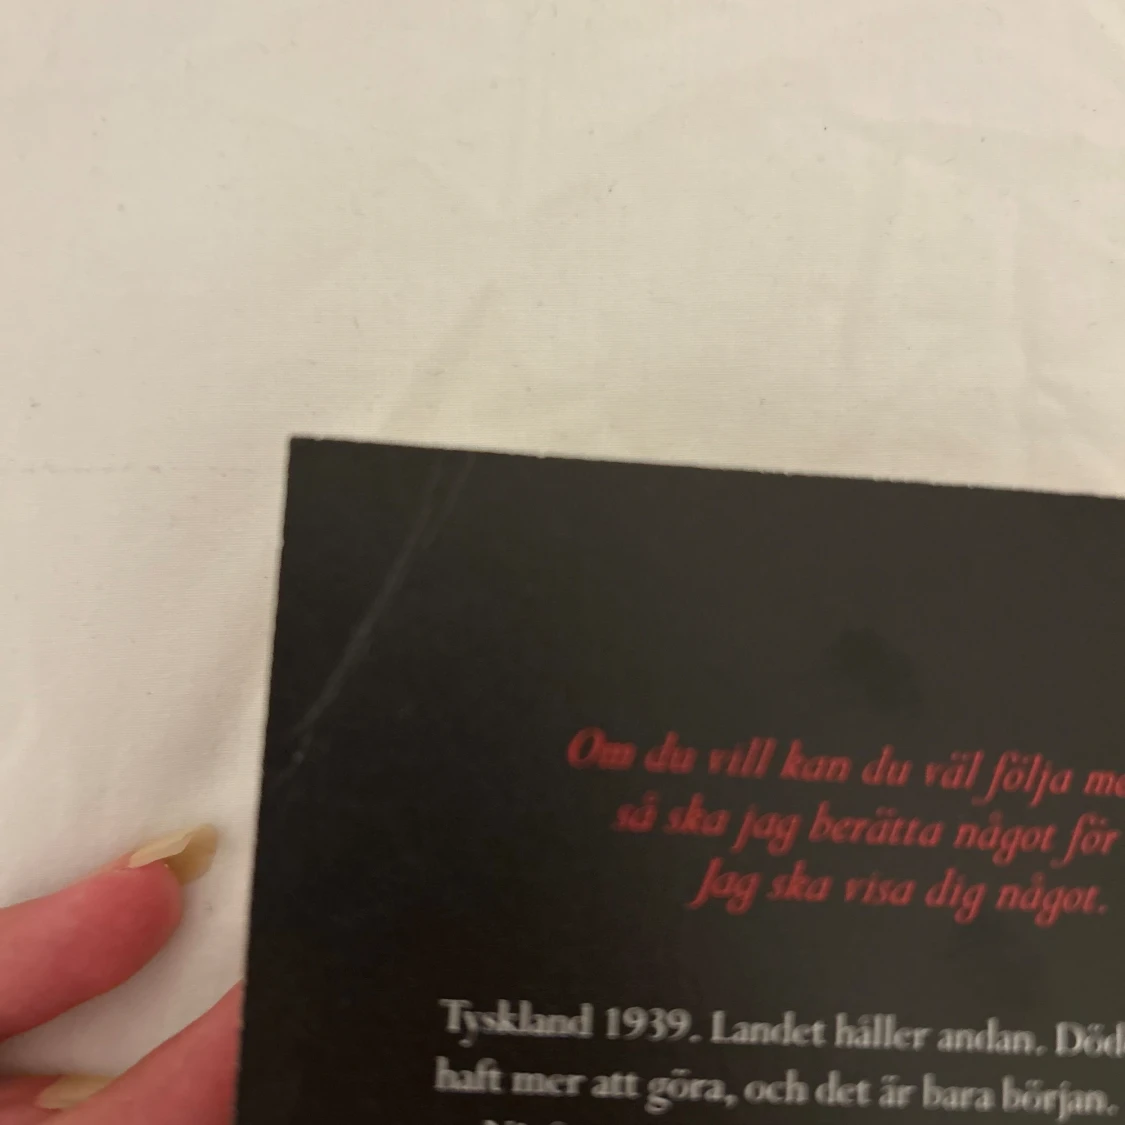 Om du vill kan du väl följa
så ska jag berätta något för
Jag ska visa dig något.
Tyskland 1939. Landet håller andan.
haft mer att göra, och det är bara början.